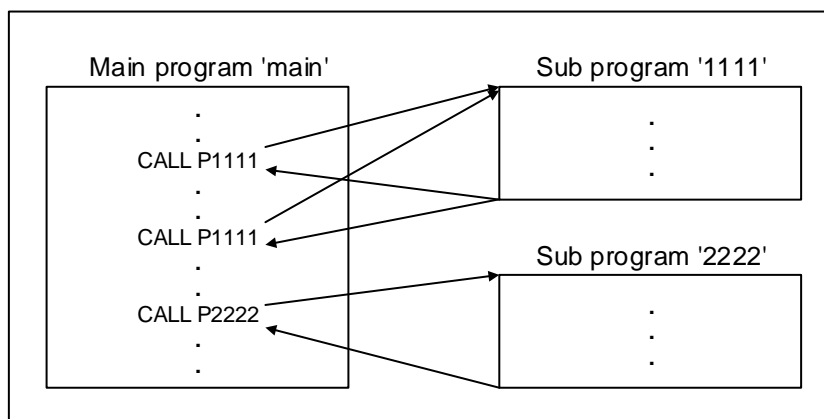 Main program 'main'
CALL P1111
CALL P1111
CALL P2222
Sub program '1111'
Sub program '2222'